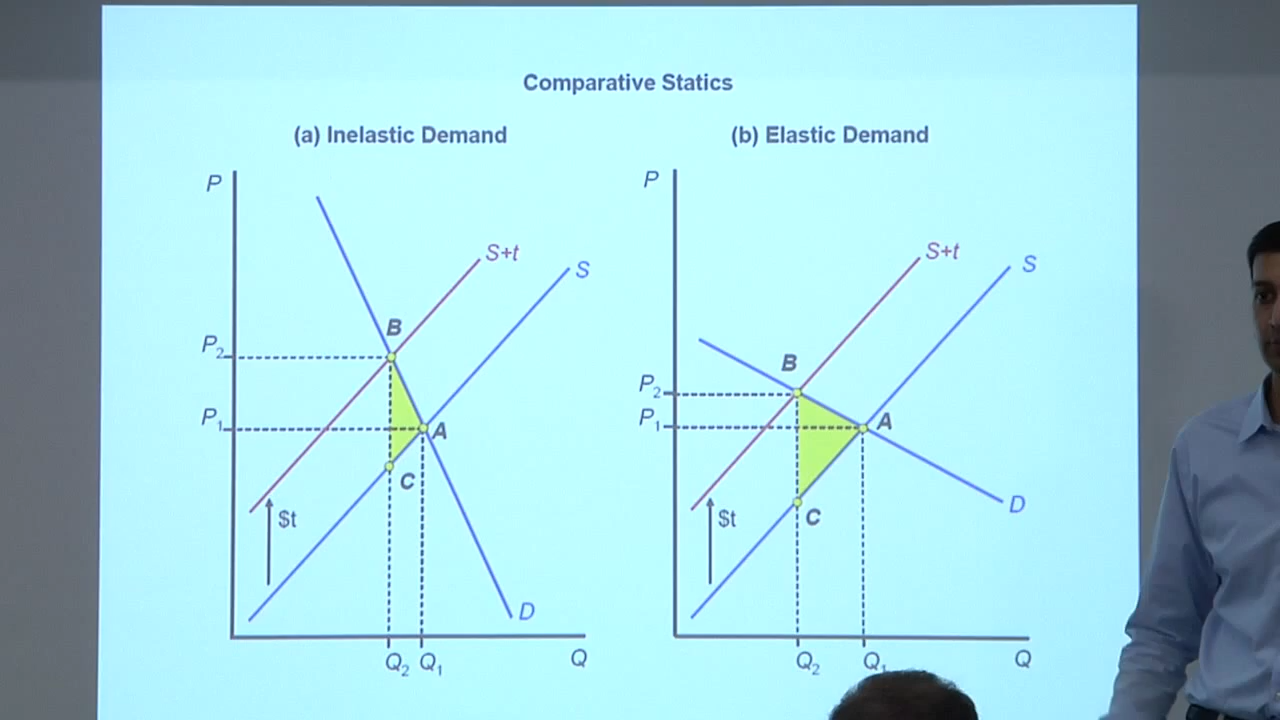 Comparative Statics
(a) Inelastic Demand
P
S+t
S
B
P2
P1
A
C
$t
D
Q2 Q1
Q
(b) Elastic Demand
P
S+t
S
B
P2
P1
A
C
$t
D
Q2 Q1
Q